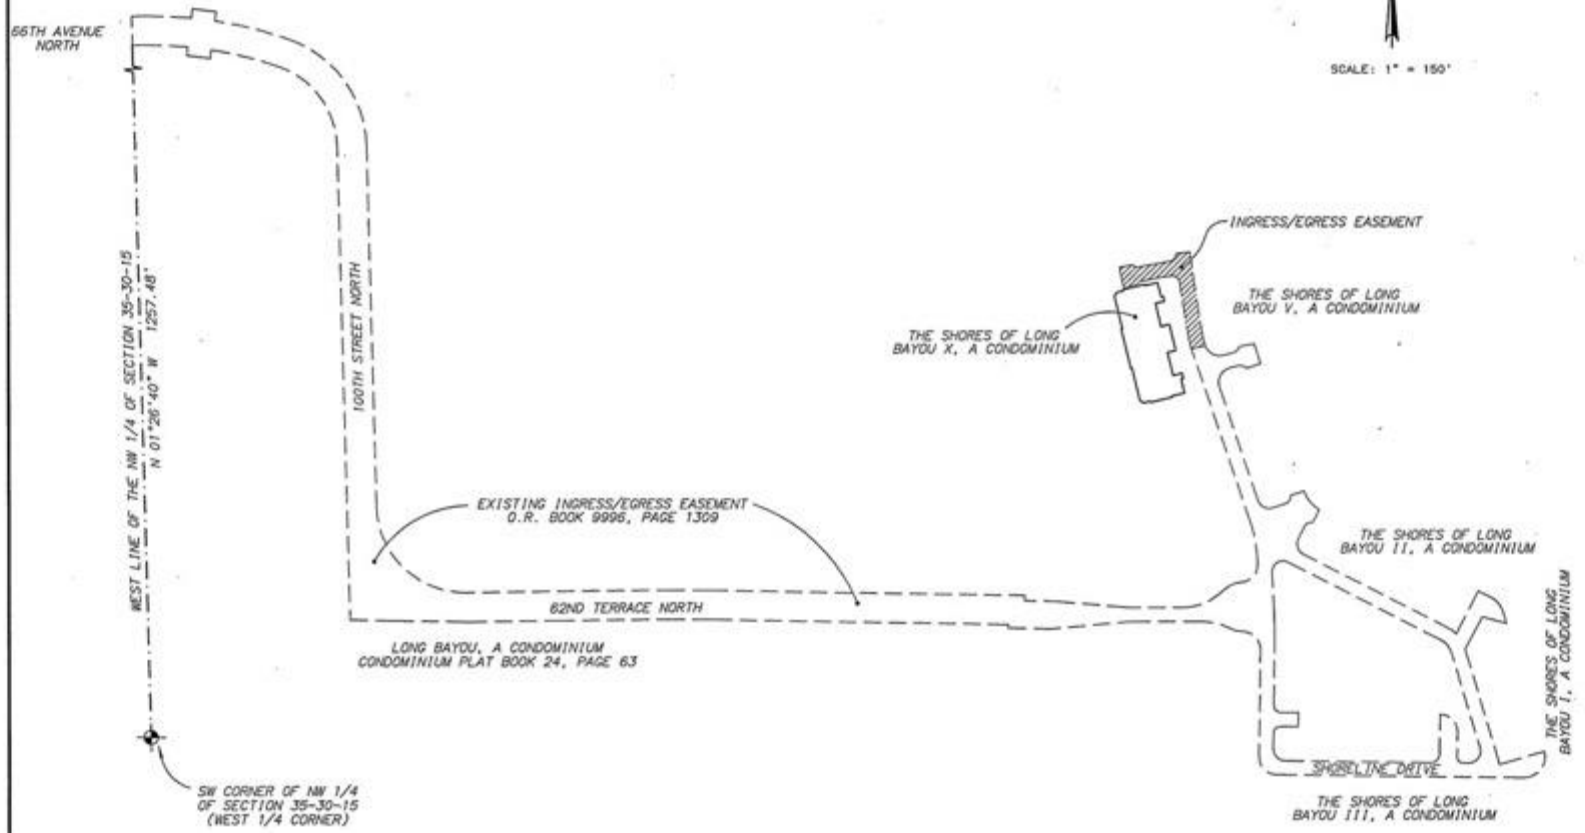 66TH AVENUE
NORTH
SCALE: 1" = 150'
INGRESS/EGRESS EASEMENT
THE SHORES OF LONG
BAYOU V, A CONDOMINIUM
THE SHORES OF LONG
BAYOU X, A CONDOMINIUM
WEST LINE OF THE NW 1/4 OF SECTION 35-30-15
N 01°26'40" W 1257.48'
100TH STREET NORTH
EXISTING INGRESS/EGRESS EASEMENT
O.R. BOOK 9996, PAGE 1309
THE SHORES OF LONG
BAYOU II, A CONDOMINIUM
62ND TERRACE NORTH
LONG BAYOU, A CONDOMINIUM
CONDOMINIUM PLAT BOOK 24, PAGE 63
THE SHORES OF LONG
BAYOU I, A CONDOMINIUM
SHORELINE DRIVE
SW CORNER OF NW 1/4
OF SECTION 35-30-15
(WEST 1/4 CORNER)
THE SHORES OF LONG
BAYOU III, A CONDOMINIUM